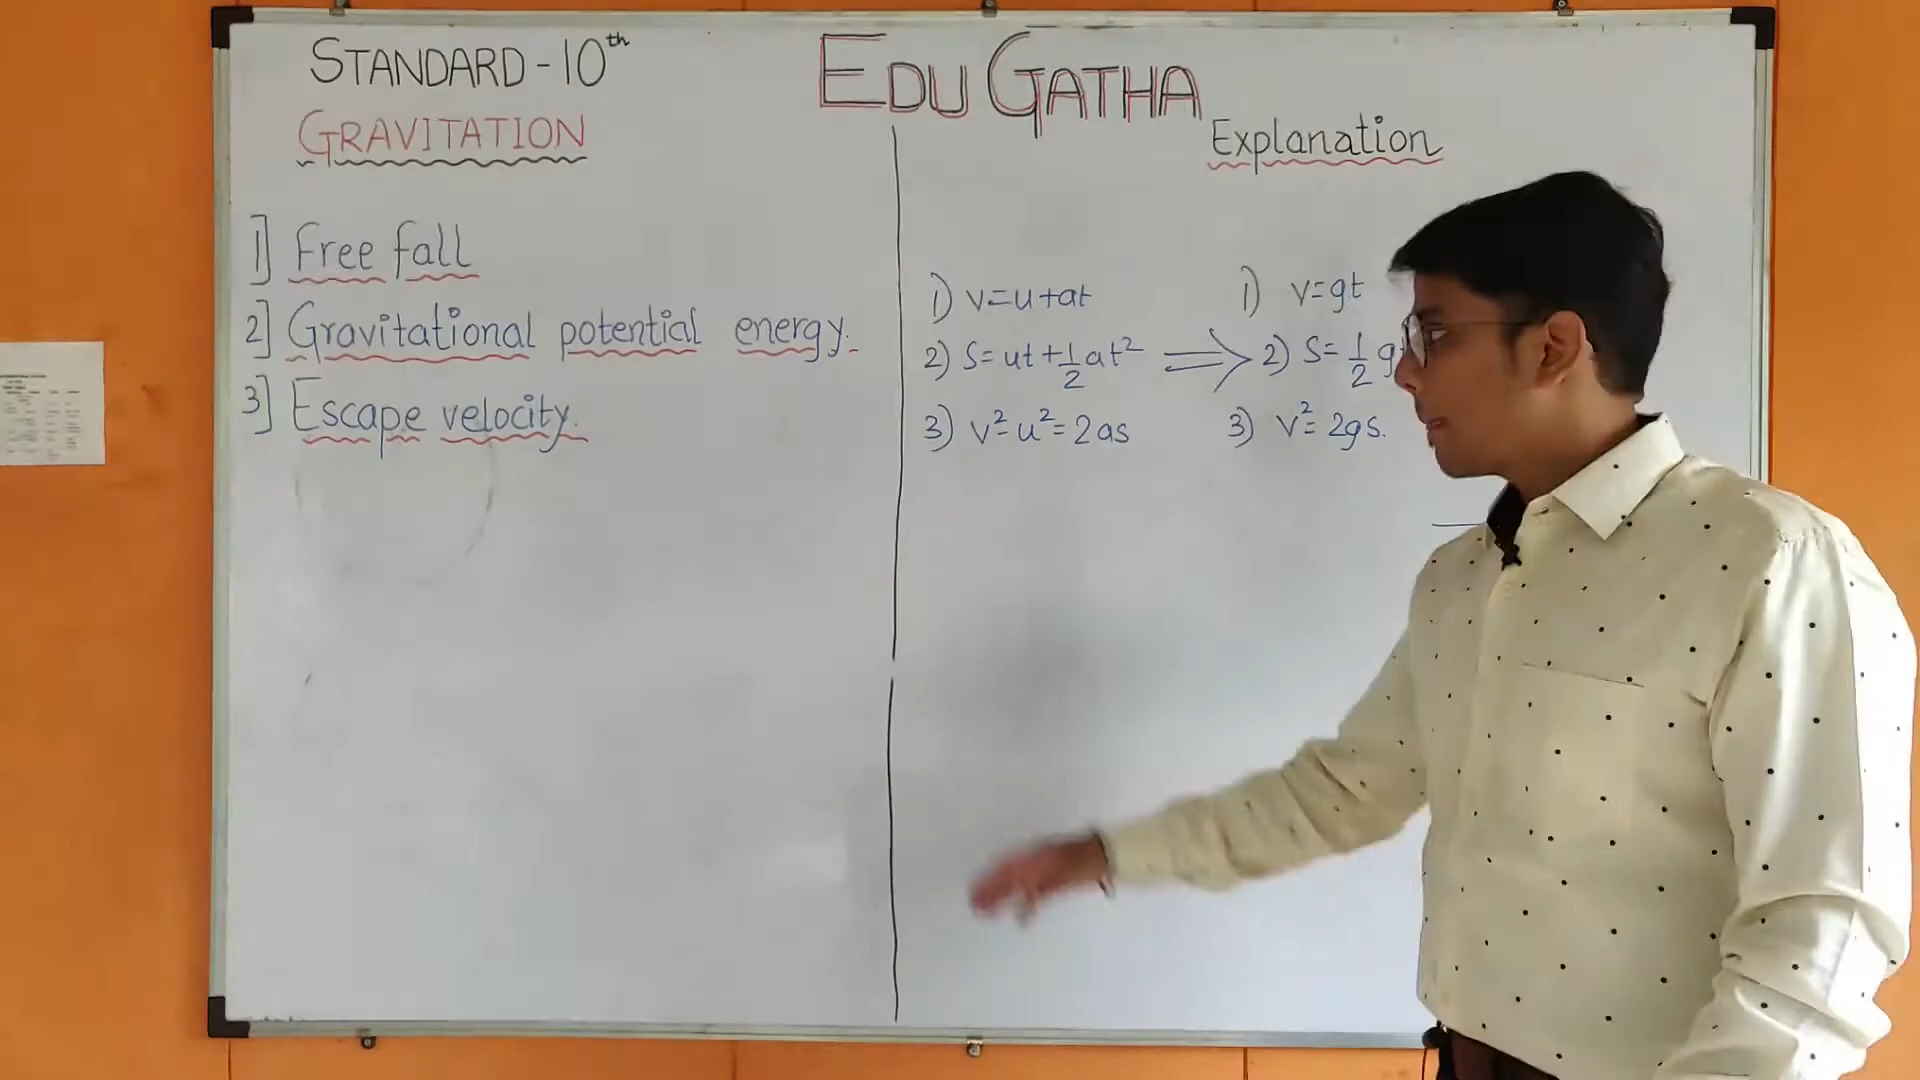 STANDARD-10th
EDU GATHA
GRAVITATION
Explanation
1] Free fall
2] Gravitational potential energy.
3] Escape velocity.
1) v=u+at
2) S=ut+1/2at²
3) v²-u²=2as
⇒
1) v=gt
2) S=1/2g
3) v²=2gs.